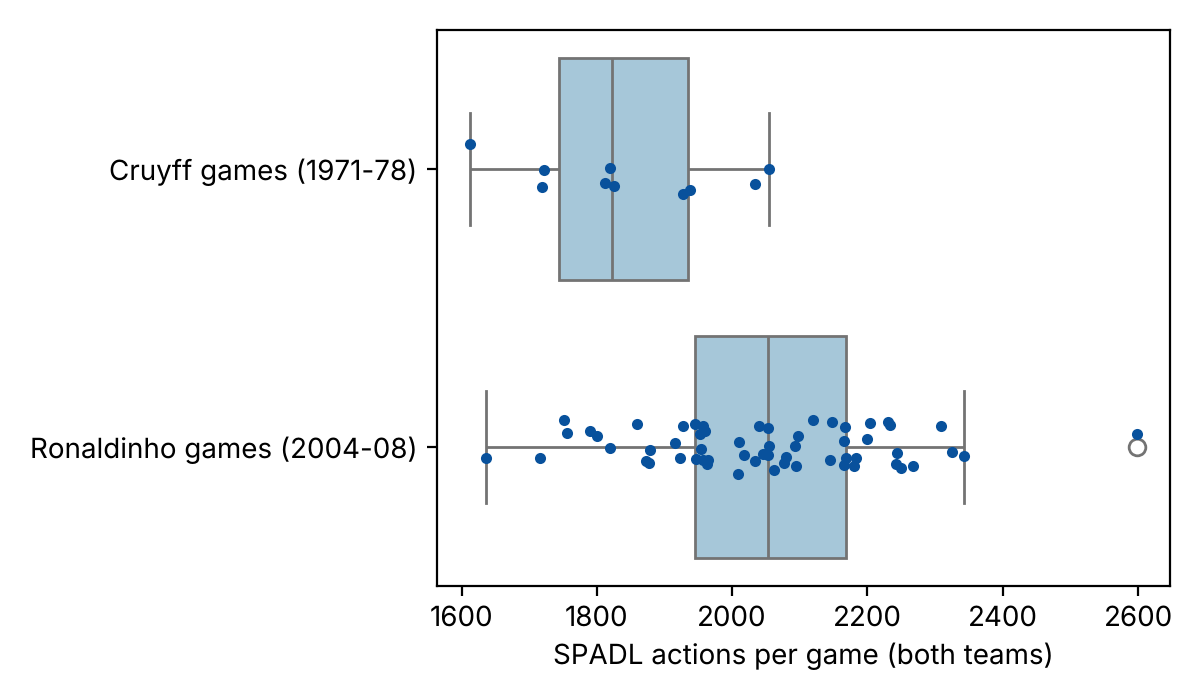 Cruyff games (1971-78)
Ronaldinho games (2004-08)
1600 1800 2000 2200 2400 2600
SPADL actions per game (both teams)